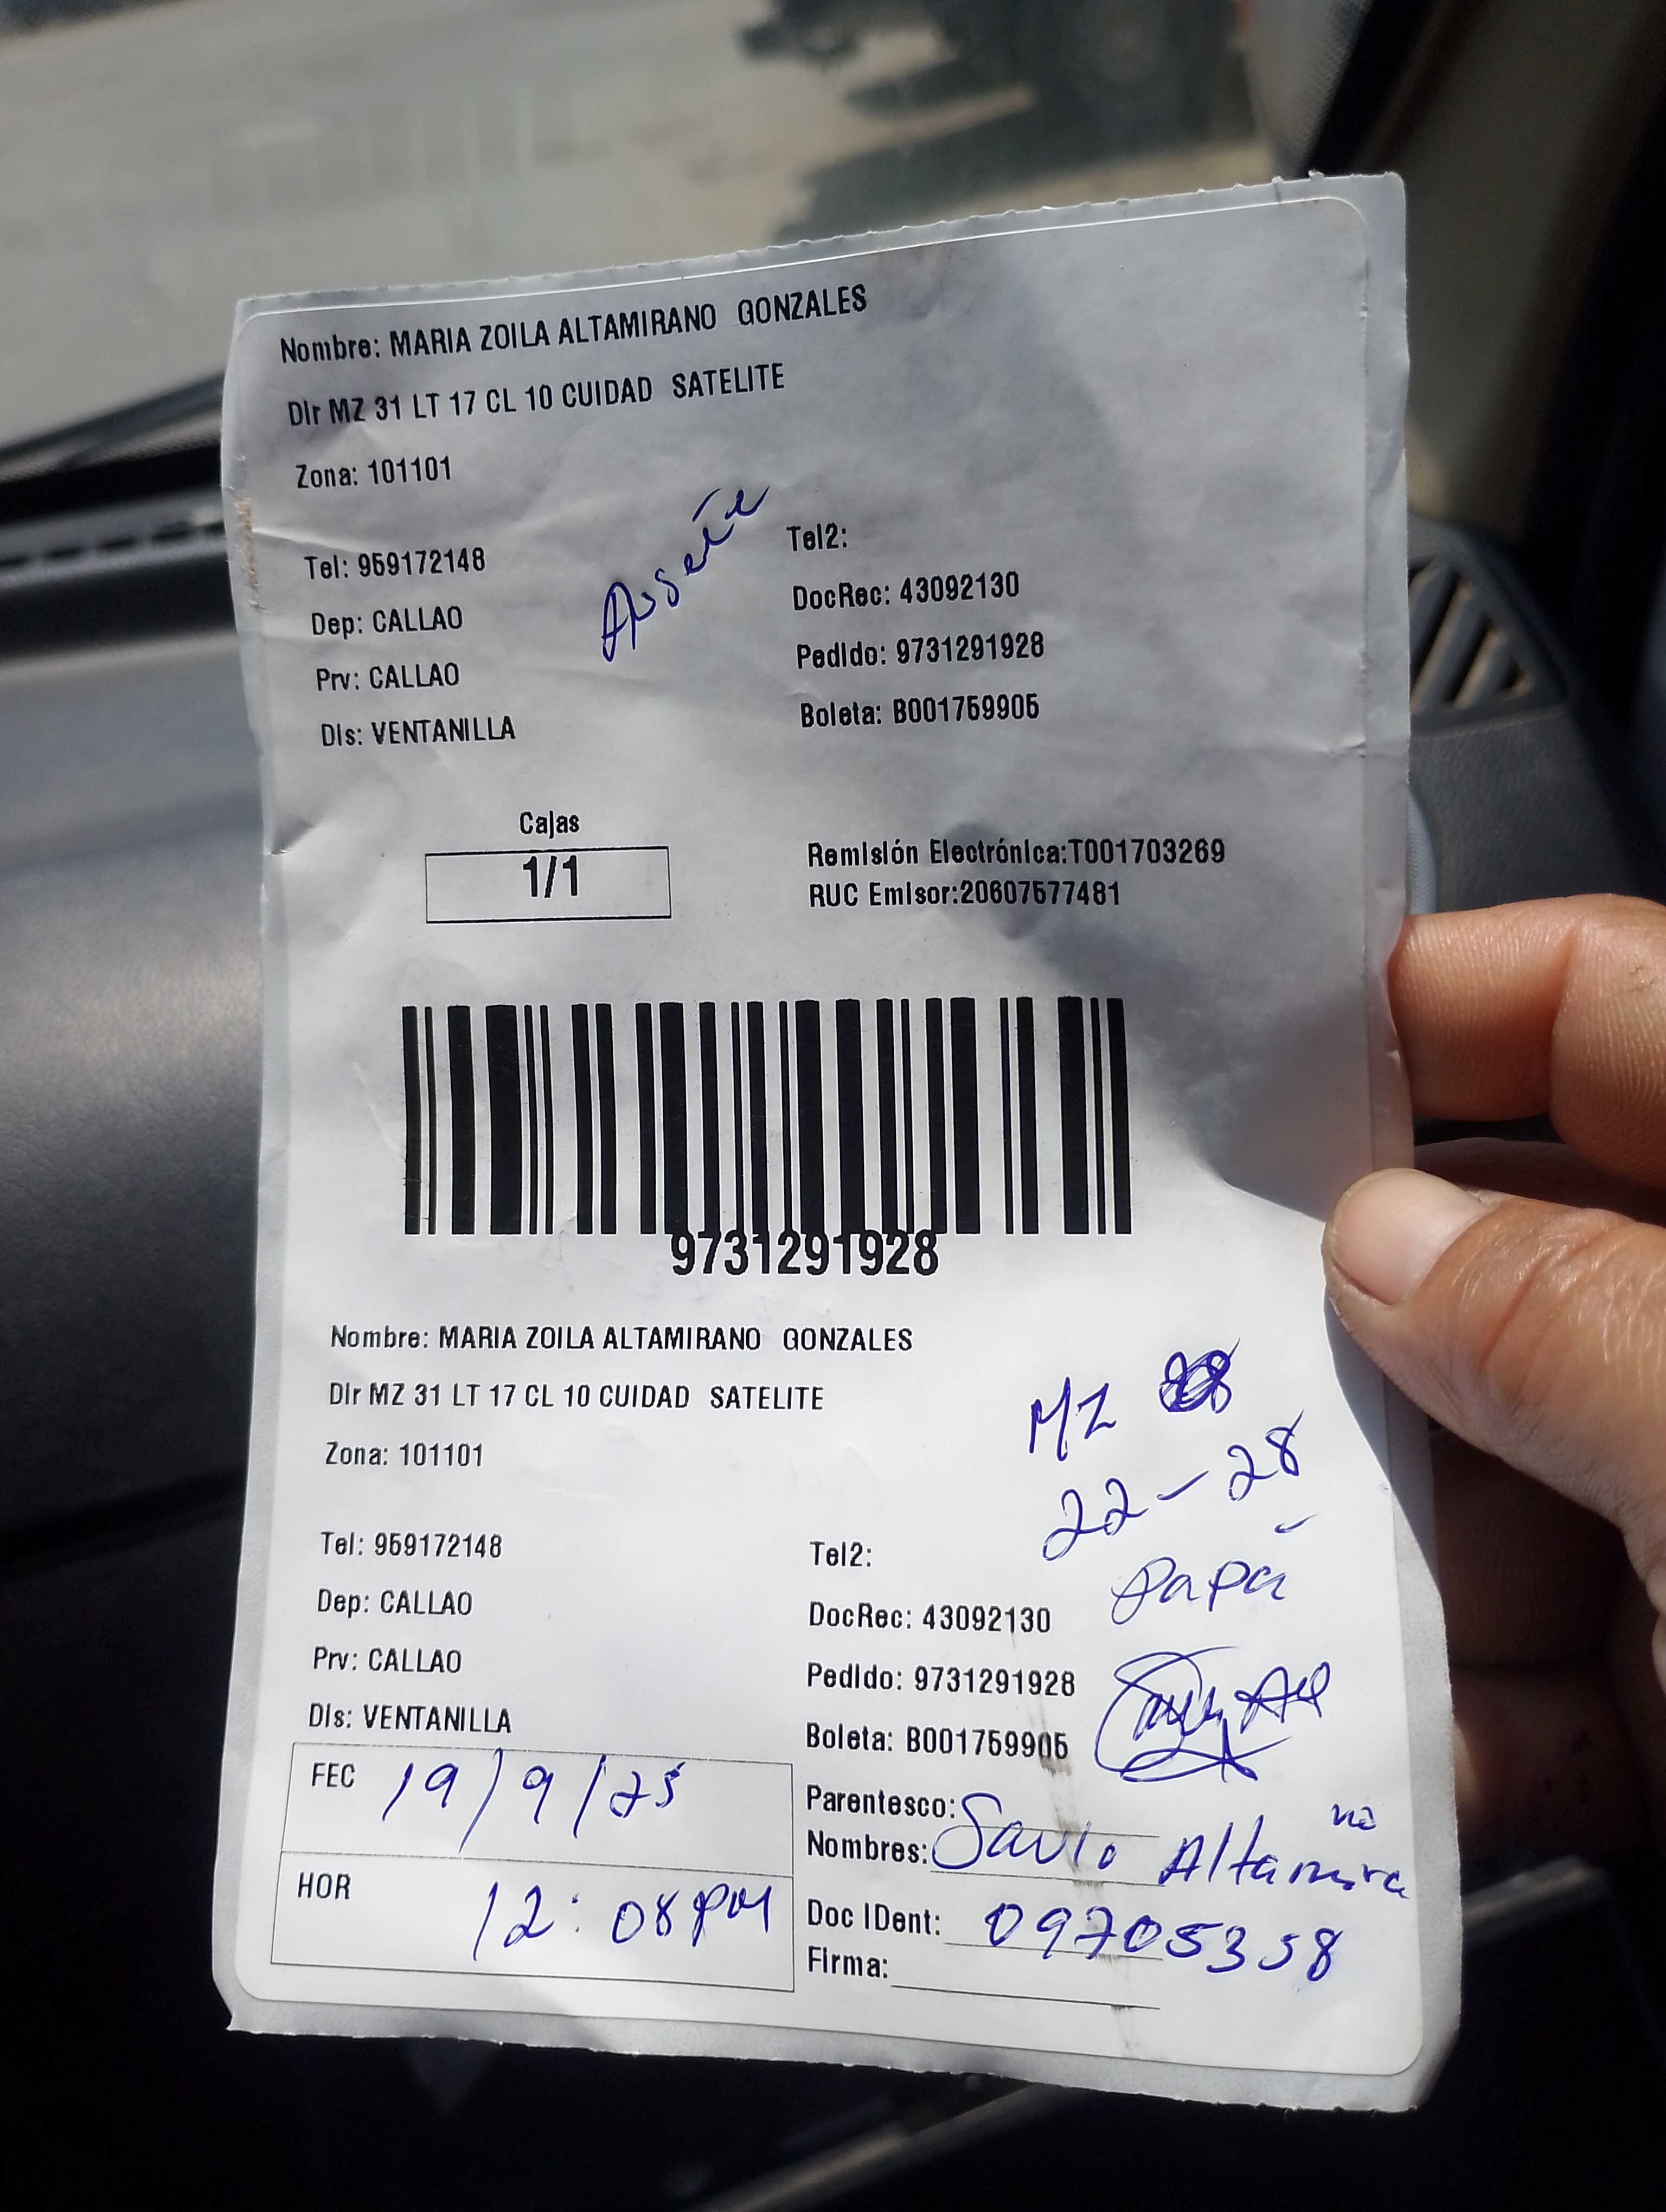 Nombre: MARIA ZOILA ALTAMIRANO GONZALES
Dir MZ 31 LT 17 CL 10 CUIDAD SATELITE
Zona: 101101
Tel: 959172148
Tel2:
Dep: CALLAO
DocRec: 43092130
Prv: CALLAO
Pedido: 9731291928
Dis: VENTANILLA
Boleta: B001759905
Cajas
1/1
Remisión Electrónica:T001703269
RUC Emisor:20607577481
9731291928
Nombre: MARIA ZOILA ALTAMIRANO GONZALES
Dir MZ 31 LT 17 CL 10 CUIDAD SATELITE
MZ
Zona: 101101
22-28
Tel: 959172148
Tel2:
Papá
Dep: CALLAO
DocRec: 43092130
Prv: CALLAO
Pedido: 9731291928
Dis: VENTANILLA
Boleta: B001759905
FEC 19/9/25
Parentesco:
Nombres: Savlo Altamirano
HOR 12:08 PM
Doc IDent: 09705358
Firma: